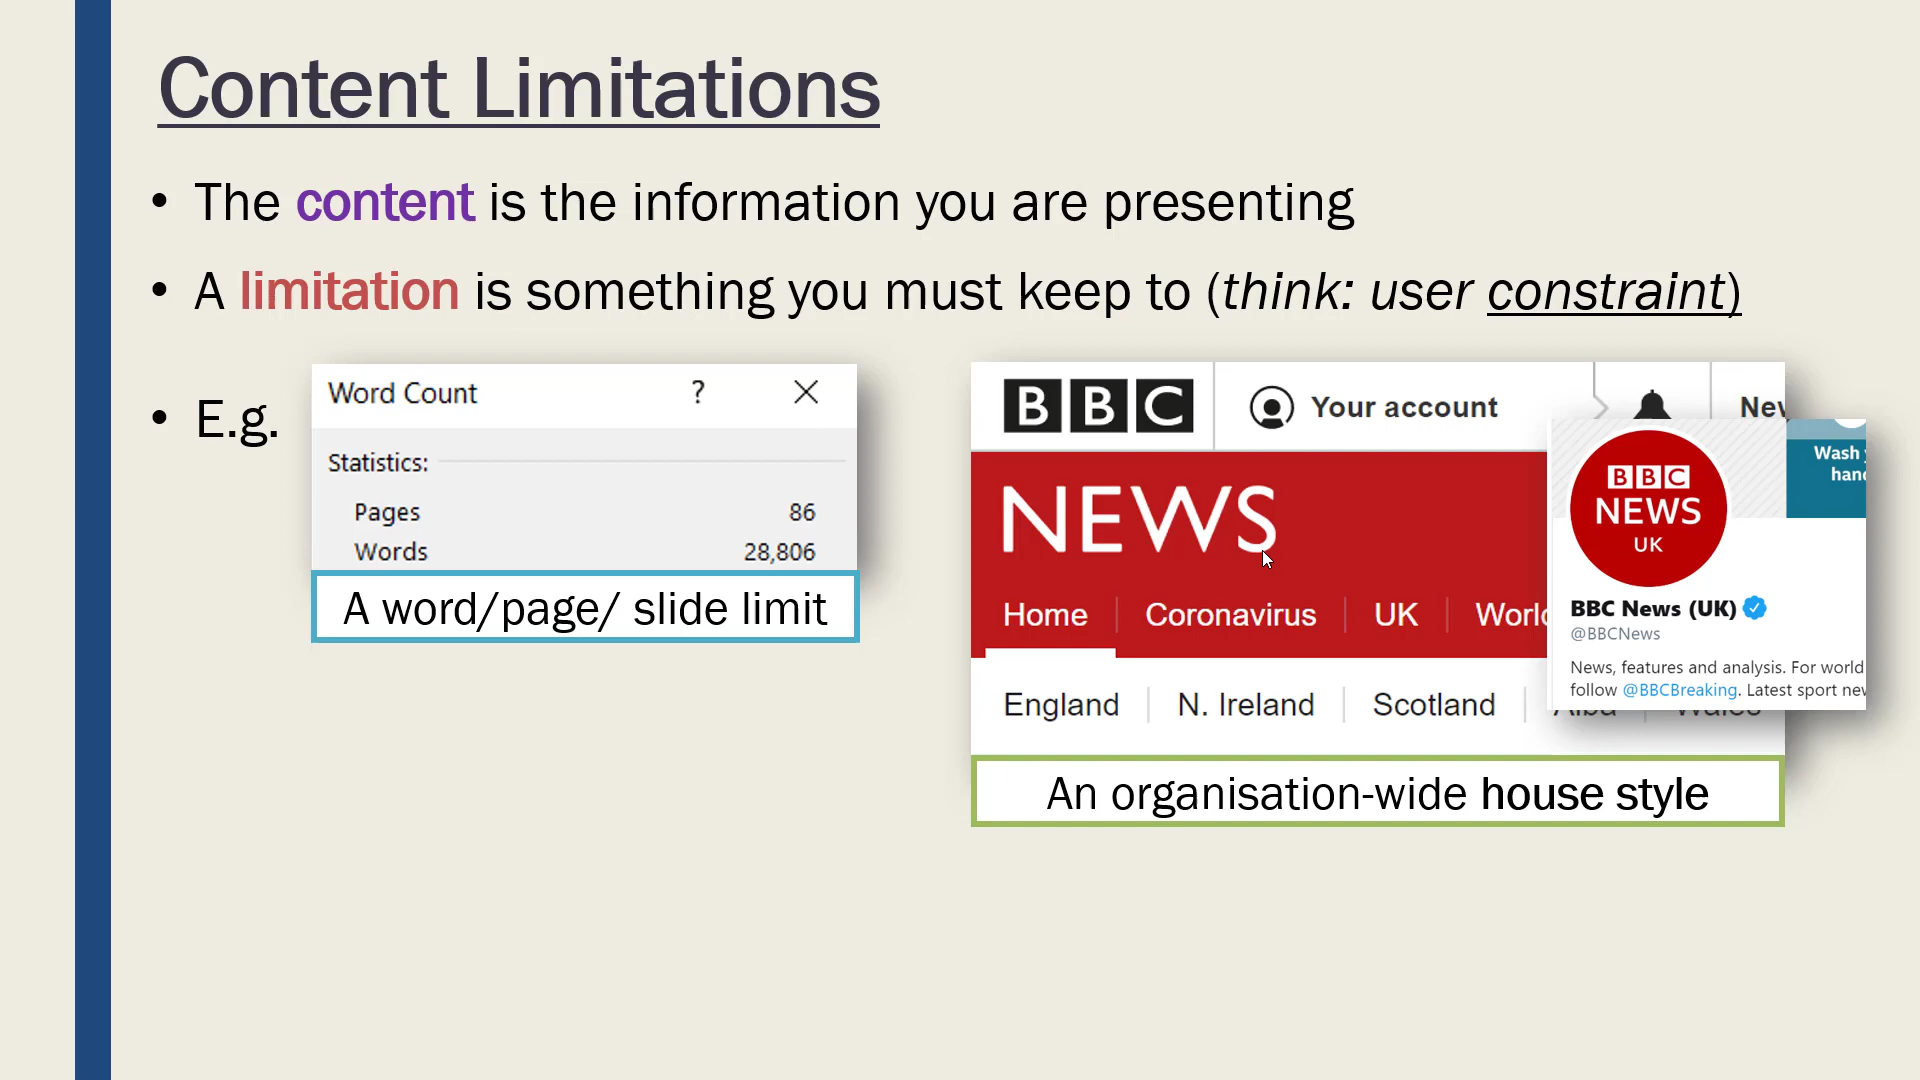 Content Limitations
• The content is the information you are presenting
• A limitation is something you must keep to (think: user constraint)
• E.g.
Word Count ? ×
Statistics:
Pages 86
Words 28,806
A word/page/ slide limit
BBC Your account
NEWS
Home Coronavirus UK
England N. Ireland Scotland
Wash
BBC
NEWS
UK
BBC News (UK)
@BBCNews
News, features and analysis. For world
follow @BBCBreaking. Latest sport
An organisation-wide house style